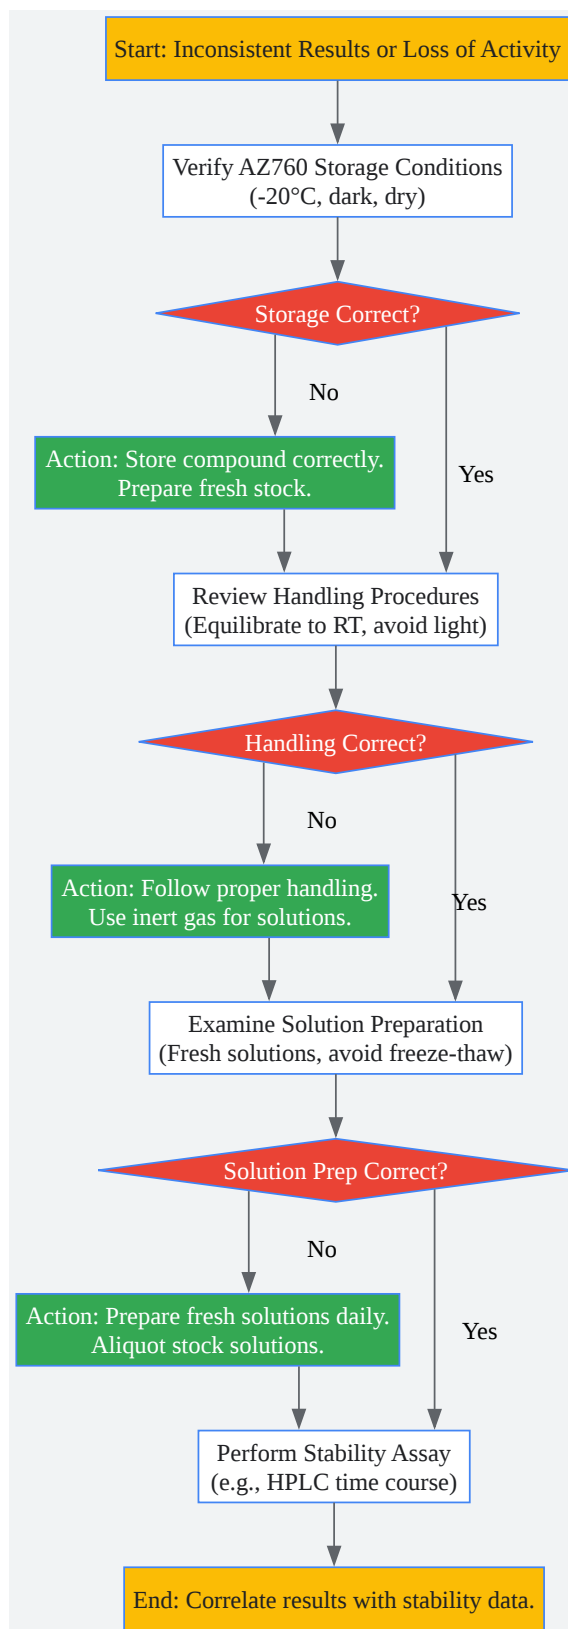 Start: Inconsistent Results or Loss of Activity
Verify AZ760 Storage Conditions
(-20°C, dark, dry)
Storage Correct?
No
Action: Store compound correctly.
Prepare fresh stock.
Yes
Review Handling Procedures
(Equilibrate to RT, avoid light)
Handling Correct?
No
Action: Follow proper handling.
Use inert gas for solutions.
Yes
Examine Solution Preparation
(Fresh solutions, avoid freeze-thaw)
Solution Prep Correct?
No
Action: Prepare fresh solutions daily.
Aliquot stock solutions.
Yes
Perform Stability Assay
(e.g., HPLC time course)
End: Correlate results with stability data.